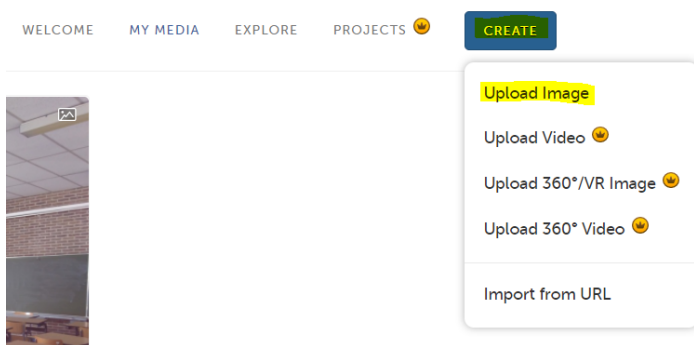 WELCOME MY MEDIA EXPLORE PROJECTS CREATE
Upload Image
Upload Video
Upload 360°/VR Image
Upload 360° Video
Import from URL